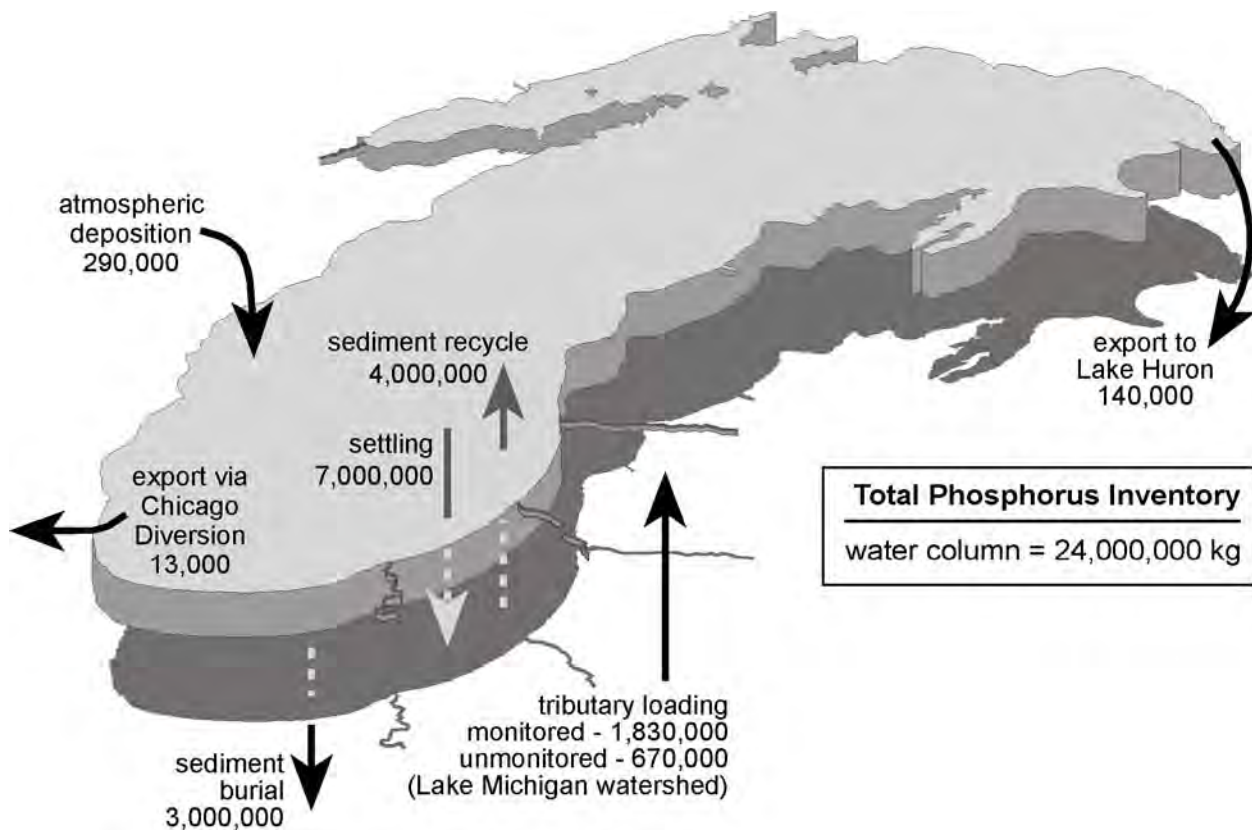 atmospheric
deposition
290,000
sediment recycle
4,000,000
settling
7,000,000
export via
Chicago
Diversion
13,000
export to
Lake Huron
140,000
Total Phosphorus Inventory
water column = 24,000,000 kg
tributary loading
monitored - 1,830,000
unmonitored - 670,000
(Lake Michigan watershed)
sediment
burial
3,000,000